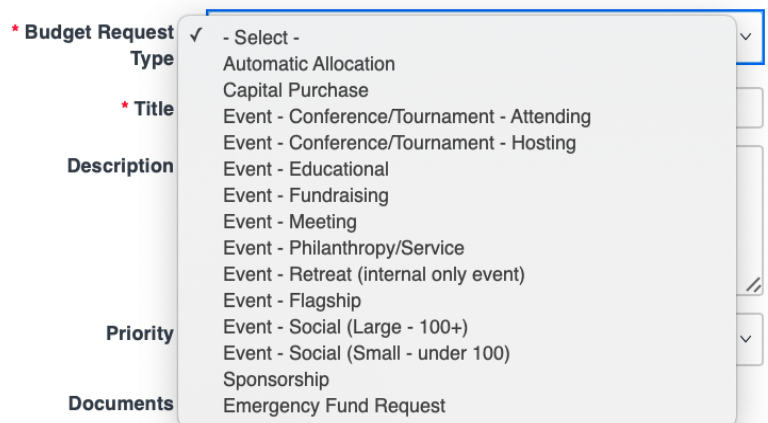 * Budget Request Type
✓ - Select -
Automatic Allocation
Capital Purchase
Event - Conference/Tournament - Attending
Event - Conference/Tournament - Hosting
Event - Educational
Event - Fundraising
Event - Meeting
Event - Philanthropy/Service
Event - Retreat (internal only event)
Event - Flagship
Event - Social (Large - 100+)
Event - Social (Small - under 100)
Sponsorship
Emergency Fund Request
* Title
Description
Priority
Documents